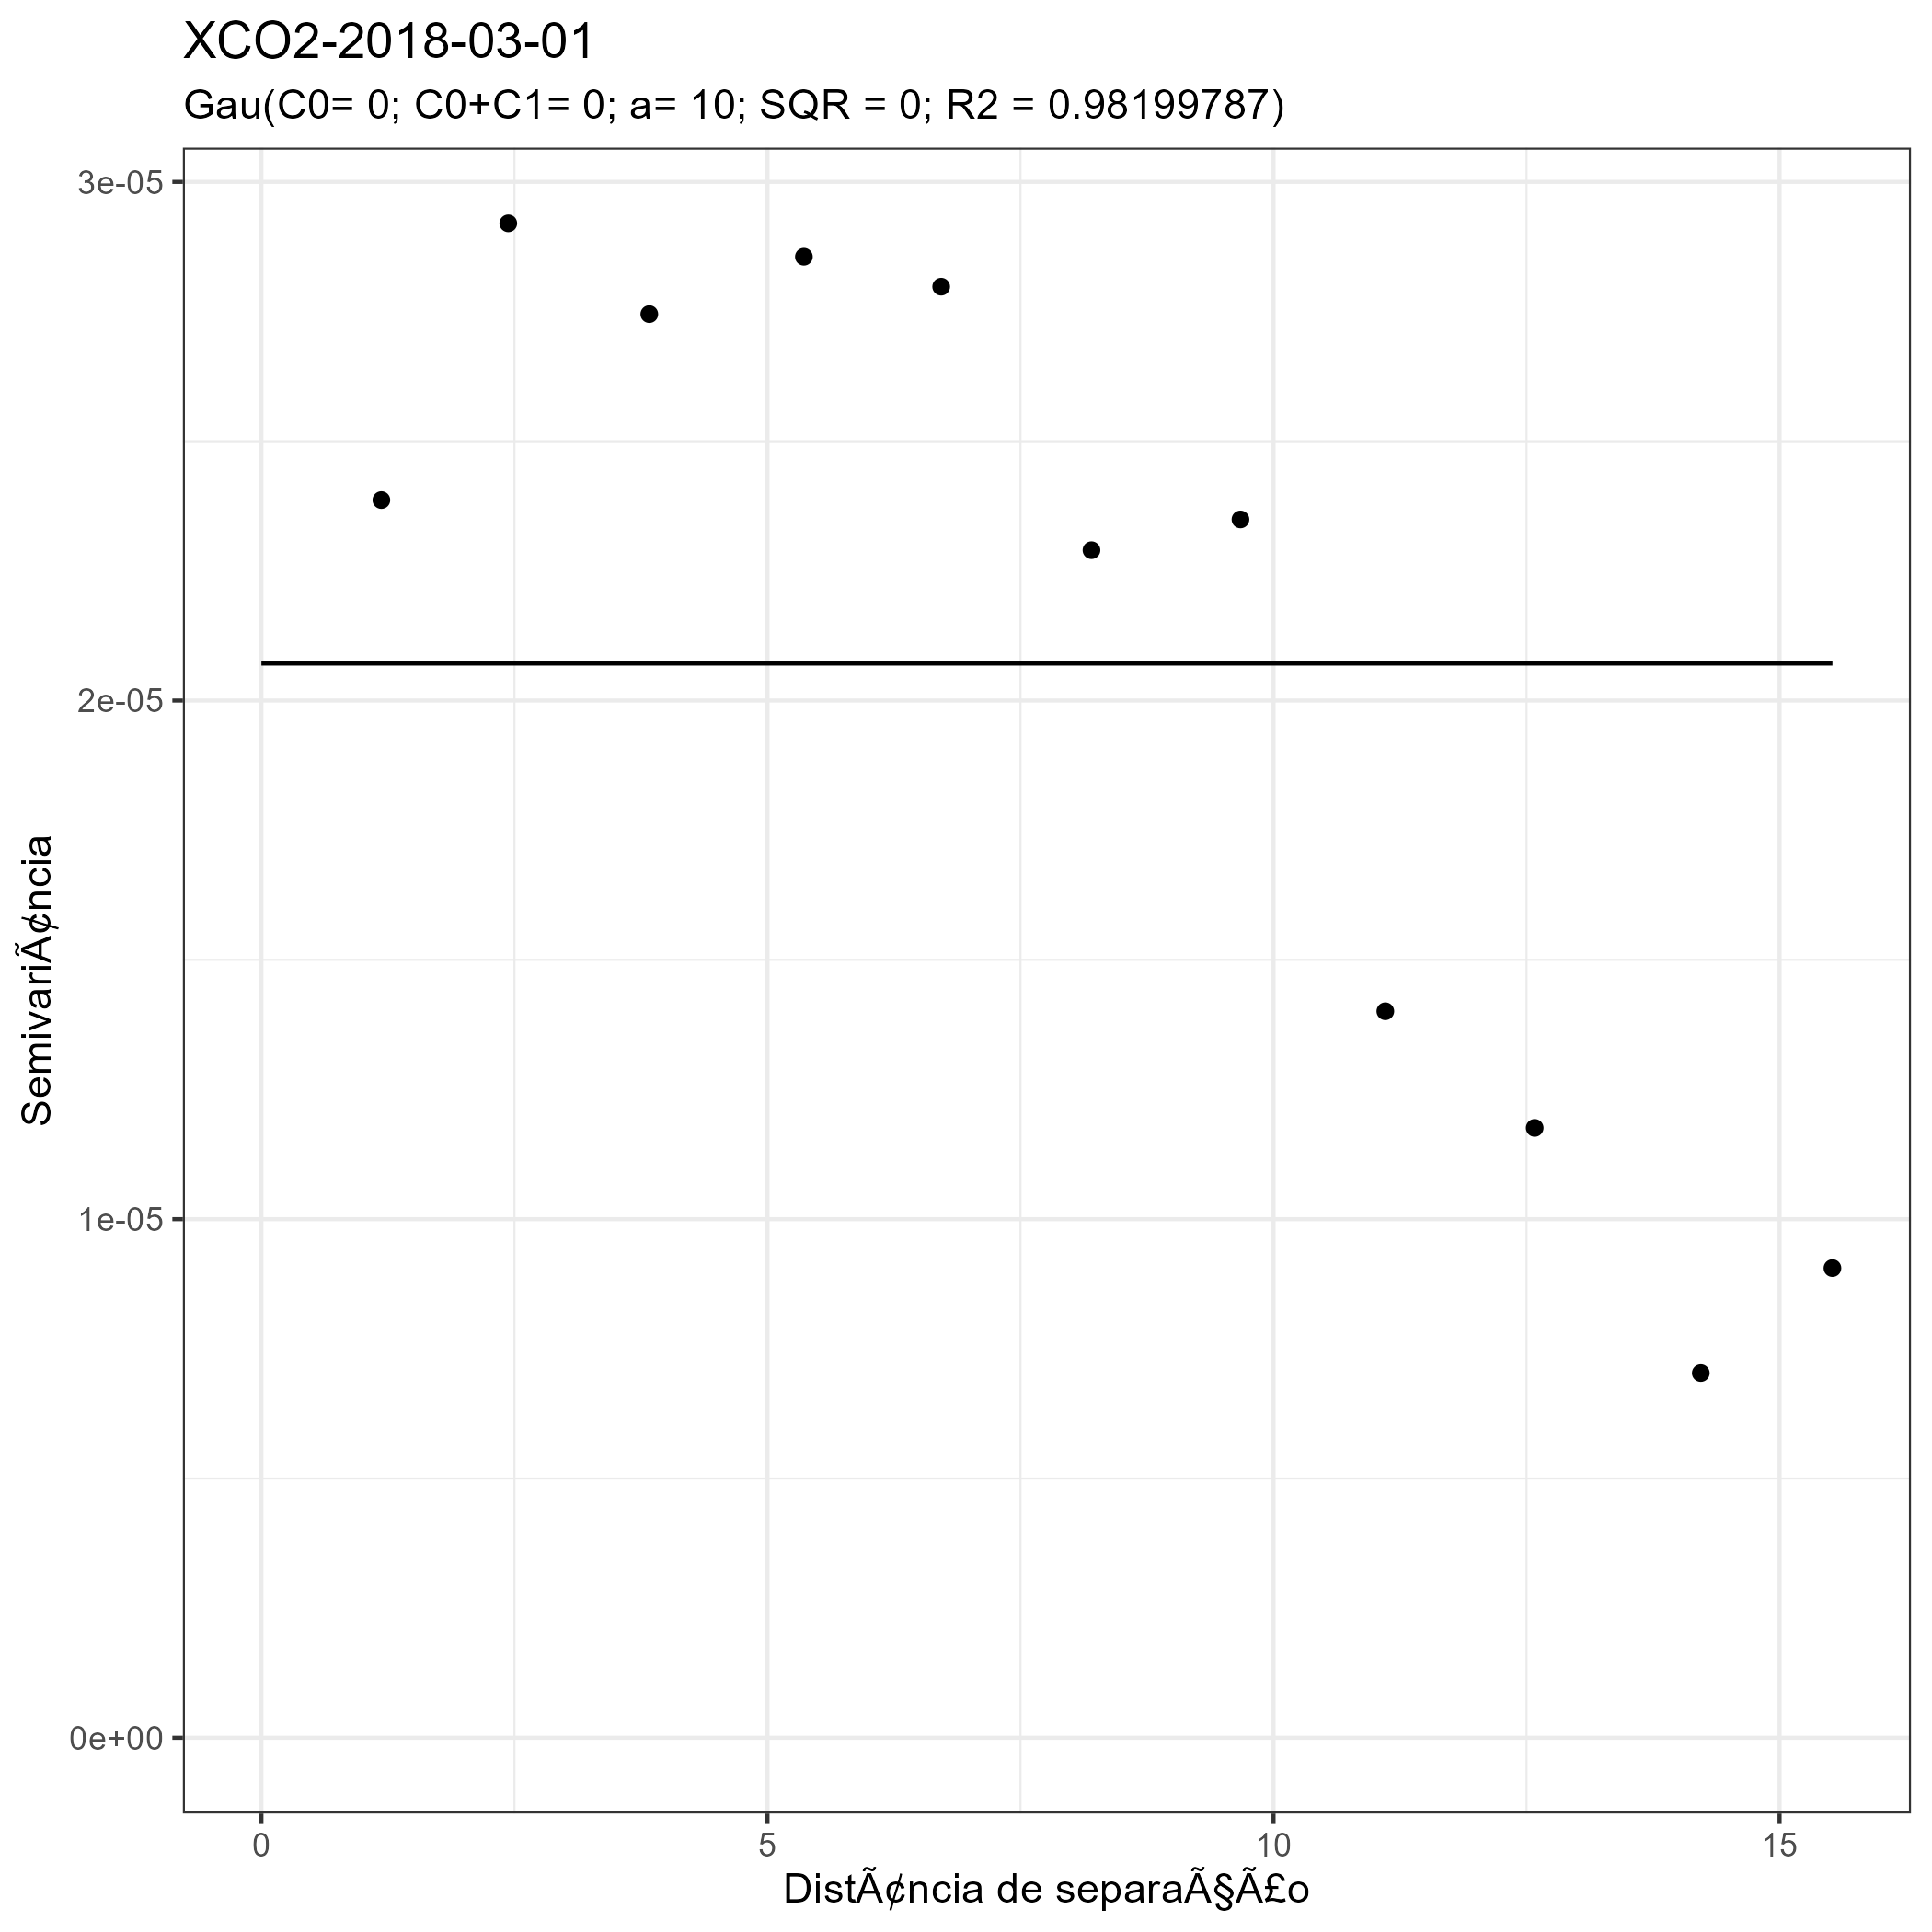 XCO2-2018-03-01
Gau(C0= 0; C0+C1= 0; a= 10; SQR = 0; R2 = 0.98199787)
3e-05
2e-05
1e-05
0e+00
SemivariÃ¢ncia
0 5 10 15
DistÃ¢ncia de separaÃ§Ã£o